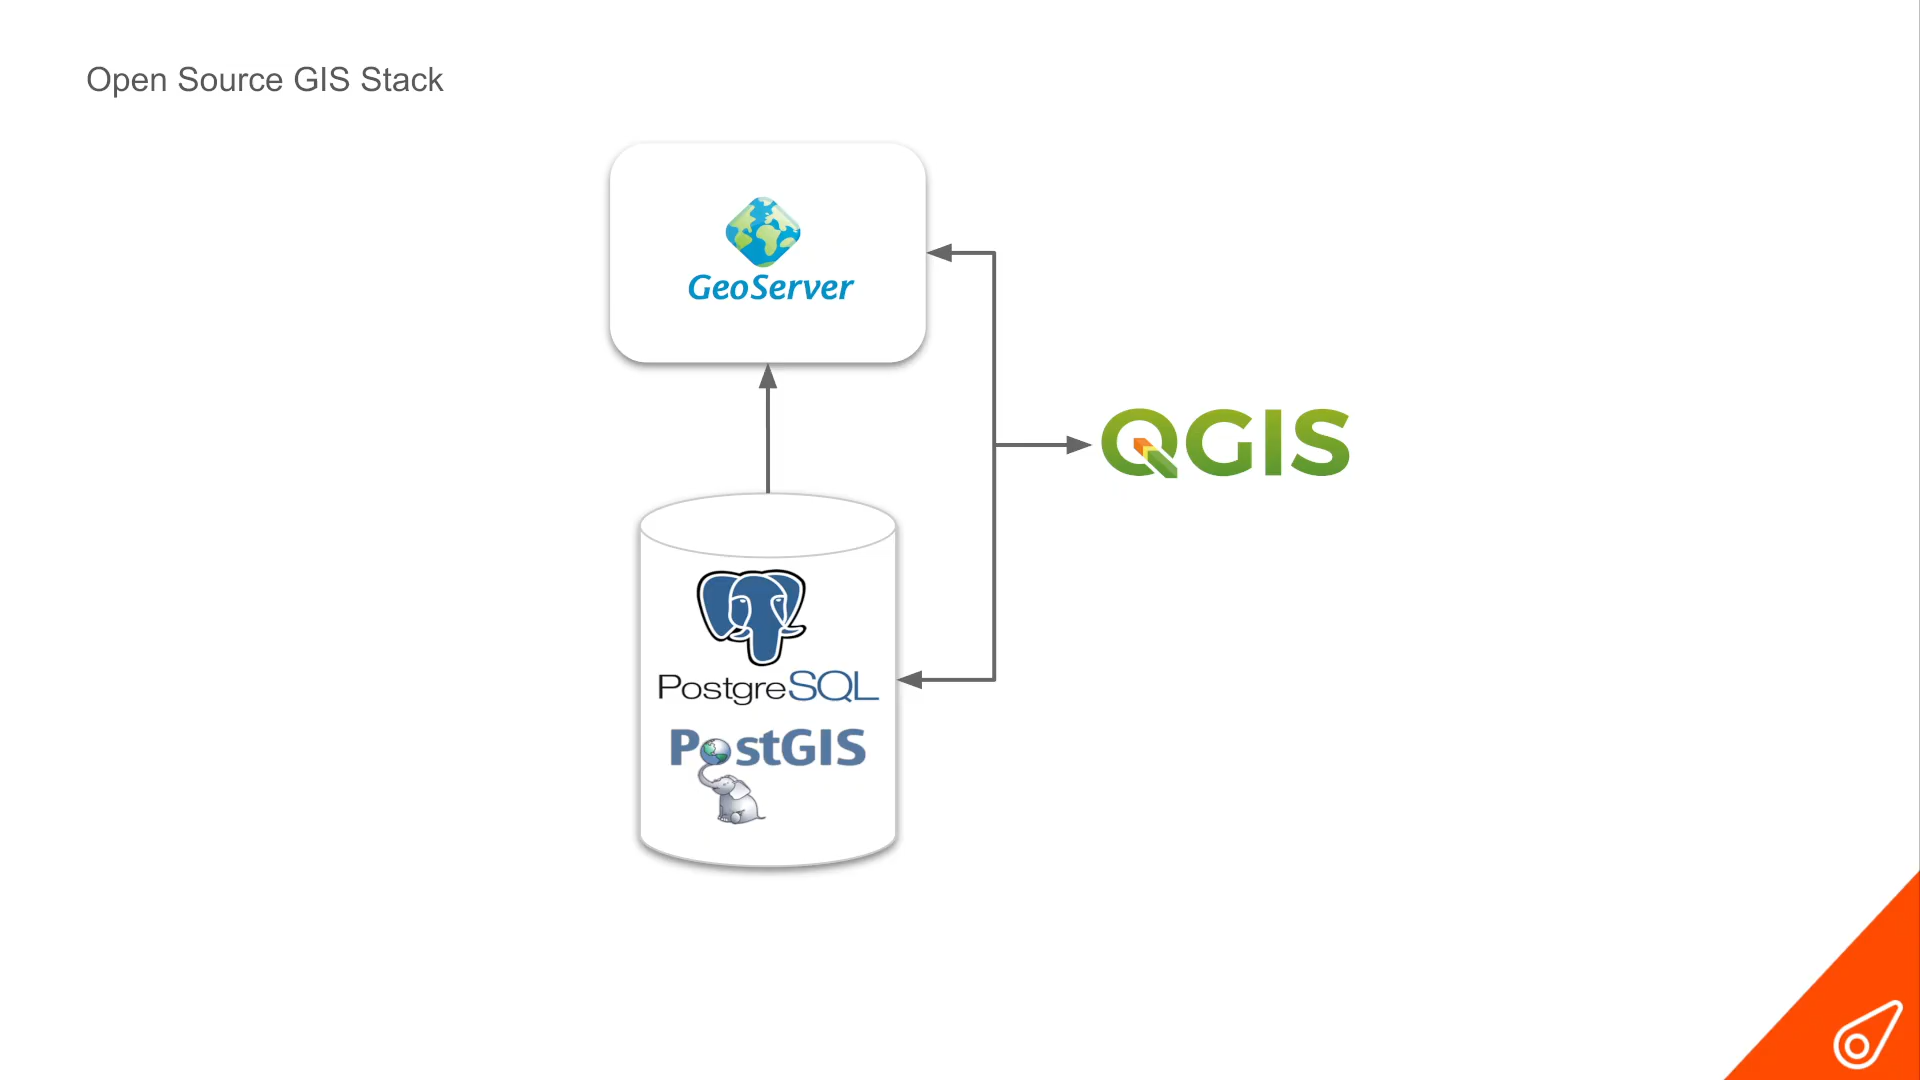 Open Source GIS Stack
GeoServer
QGIS
PostgreSQL
PostGIS